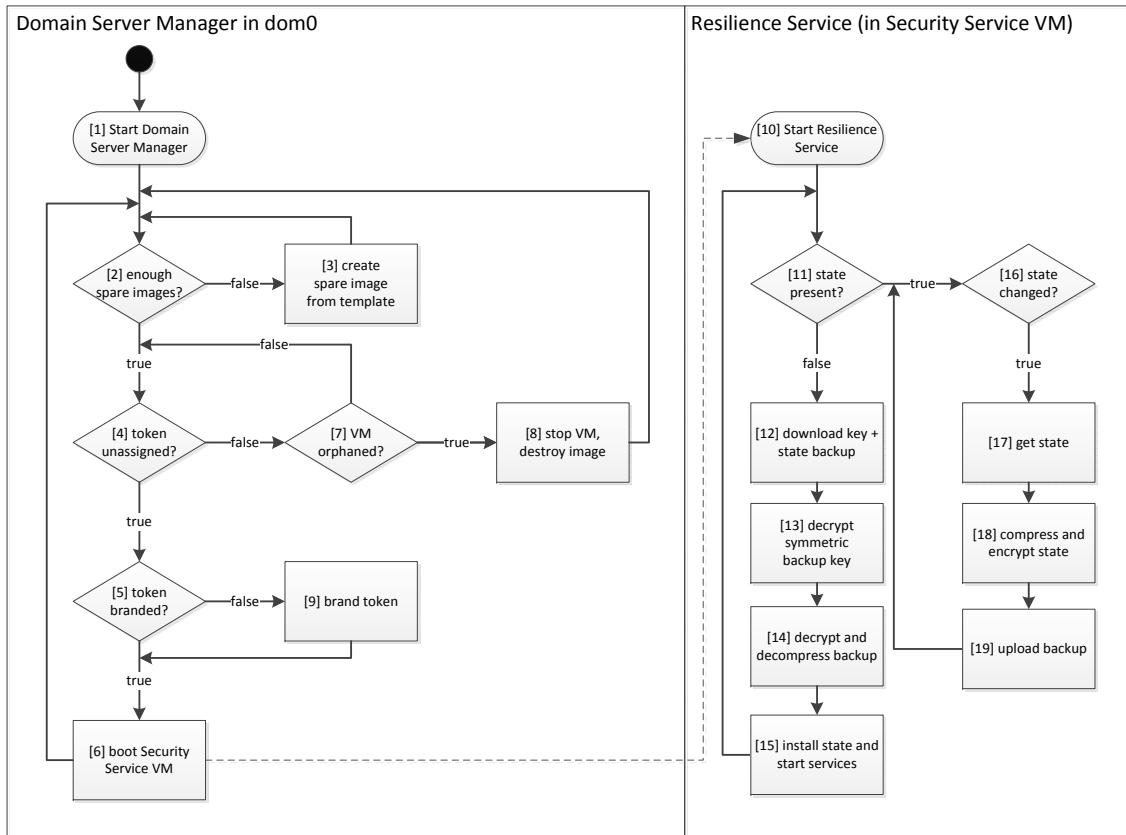 Domain Server Manager in dom0
[1] Start Domain
Server Manager
[2] enough
spare images?
false
[3] create
spare image
from template
false
true
[4] token
unassigned?
false
[7] VM
orphaned?
true
[8] stop VM,
destroy image
true
[5] token
branded?
false
[9] brand token
true
[6] boot Security
Service VM
Resilience Service (in Security Service VM)
[10] Start Resilience
Service
[11] state
present?
true
[16] state
changed?
false
true
[12] download key +
state backup
[17] get state
[13] decrypt
symmetric
backup key
[18] compress and
encrypt state
[14] decrypt and
decompress backup
[19] upload backup
[15] install state and
start services